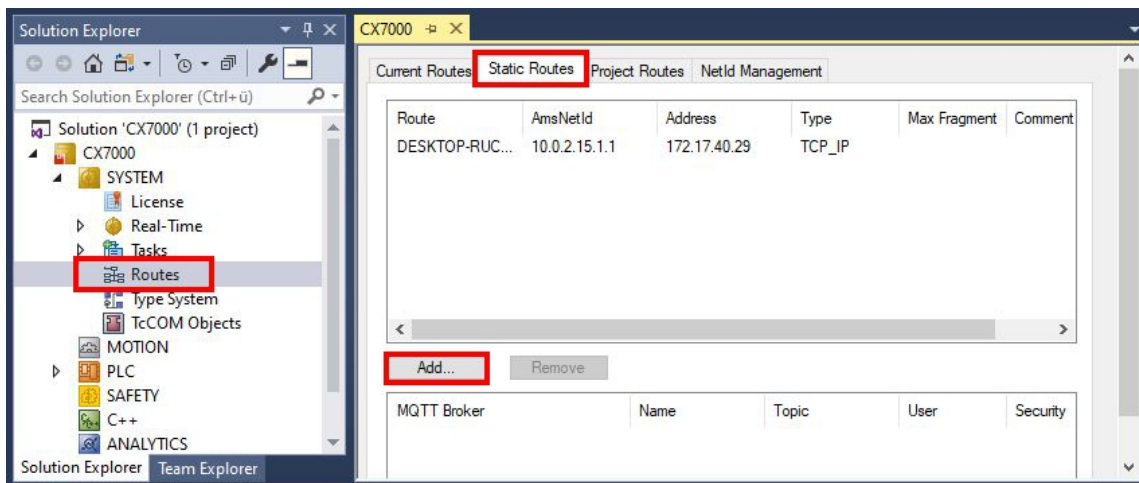 Solution Explorer
Search Solution Explorer (Ctrl+ü)
Solution 'CX7000' (1 project)
CX7000
SYSTEM
License
Real-Time
Tasks
Routes
Type System
TcCOM Objects
MOTION
PLC
SAFETY
C++
ANALYTICS
Solution Explorer Team Explorer
CX7000
Current Routes Static Routes Project Routes NetId Management
Route AmsNetId Address Type Max Fragment Comment
DESKTOP-RUC... 10.0.2.15.1.1 172.17.40.29 TCP_IP
Add... Remove
MQTT Broker Name Topic User Security